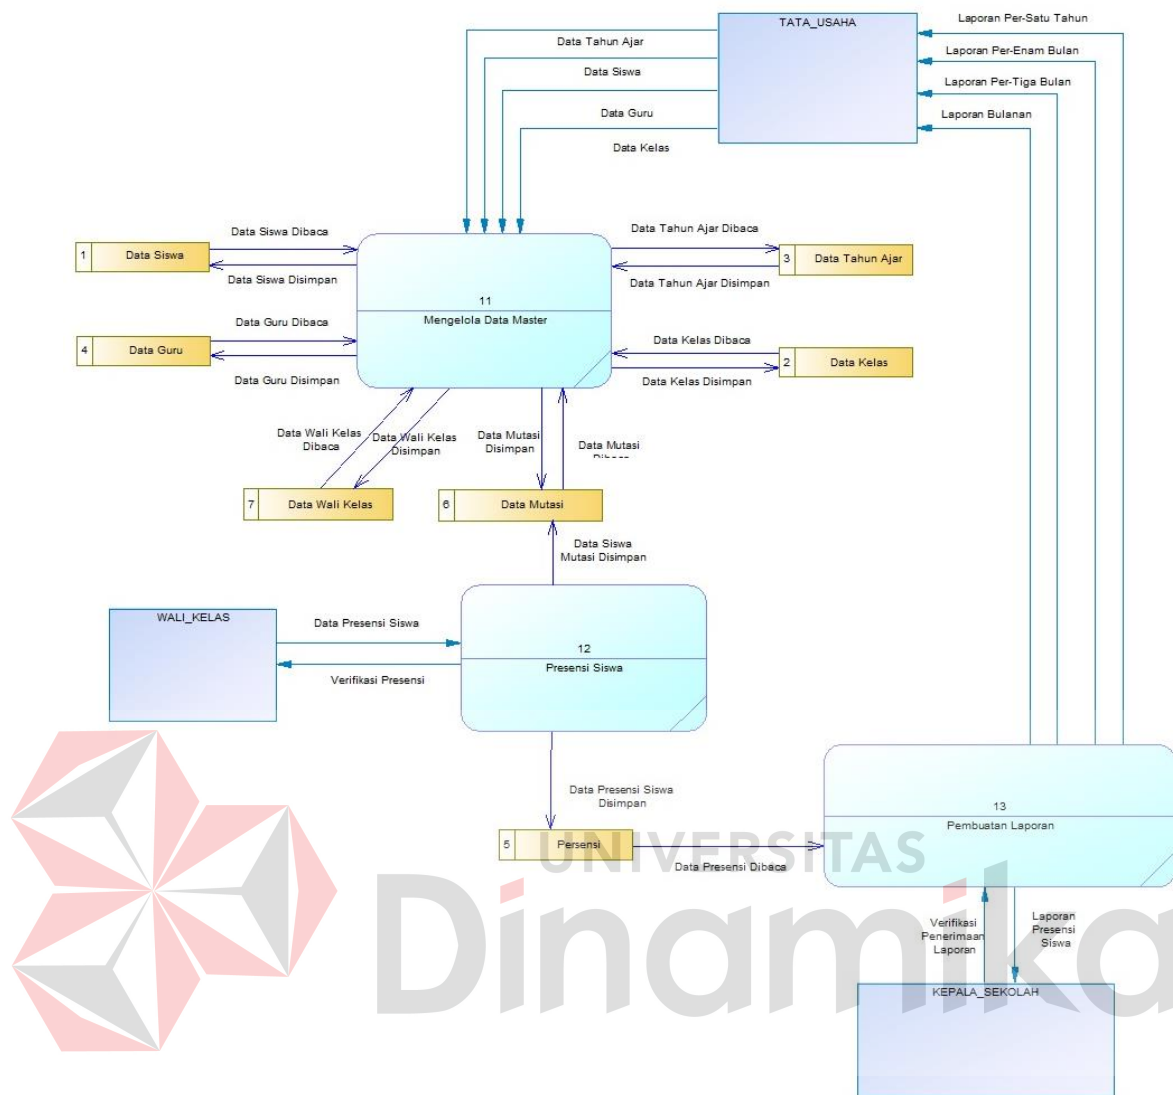 TATA_USAHA
Laporan Per-Satu Tahun
Data Tahun Ajar
Laporan Per-Enam Bulan
Data Siswa
Laporan Per-Tiga Bulan
Data Guru
Laporan Bulanan
Data Kelas
Data Siswa Dibaca
1 Data Siswa
Data Siswa Disimpan
Data Tahun Ajar Dibaca
3 Data Tahun Ajar
Data Tahun Ajar Disimpan
11
Mengelola Data Master
Data Guru Dibaca
4 Data Guru
Data Guru Disimpan
Data Kelas Dibaca
2 Data Kelas
Data Kelas Disimpan
Data Wali Kelas
Dibaca
Data Wali Kelas
Disimpan
Data Mutasi
Disimpan
Data Mutasi
Dibaca
7 Data Wali Kelas
6 Data Mutasi
Data Siswa
Mutasi Disimpan
WALI_KELAS
Data Presensi Siswa
Verifikasi Presensi
12
Presensi Siswa
Data Presensi Siswa
Disimpan
5 Persensi
Data Presensi Dibaca
13
Pembuatan Laporan
Verifikasi
Penerimaan
Laporan
Laporan
Presensi
Siswa
KEPALA_SEKOLAH
UNIVERSITAS
Dinamika